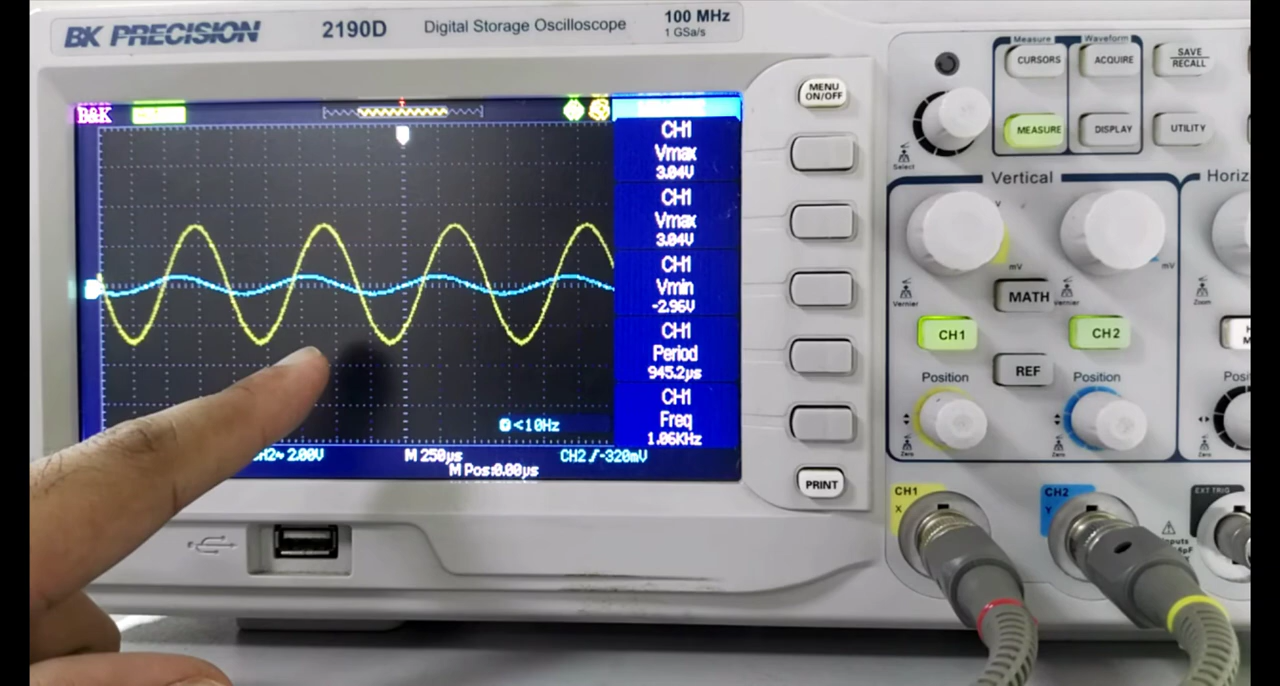 BK PRECISION 2190D Digital Storage Oscilloscope 100 MHz
1 GSa/s
B&K
CH1
Vmax
3.04V
CH1
Vmax
3.04V
CH1
Vmin
-2.96V
CH1
Period
945.2µs
CH1
Freq
1.06KHz
<10Hz
CH2~ 2.00V M 250µs CH2 -320mV
M Pos:0.00µs
MENU
ON/OFF
PRINT
Measure Waveform
CURSORS ACQUIRE SAVE
RECALL
MEASURE DISPLAY UTILITY
Select
Vertical Horiz
V
mV mV
Vernier Vernier Zoom
MATH
CH1 CH2
REF
Position Position Posi
Zero Zero Zero
CH1
X
CH2
Y
EXT TRIG